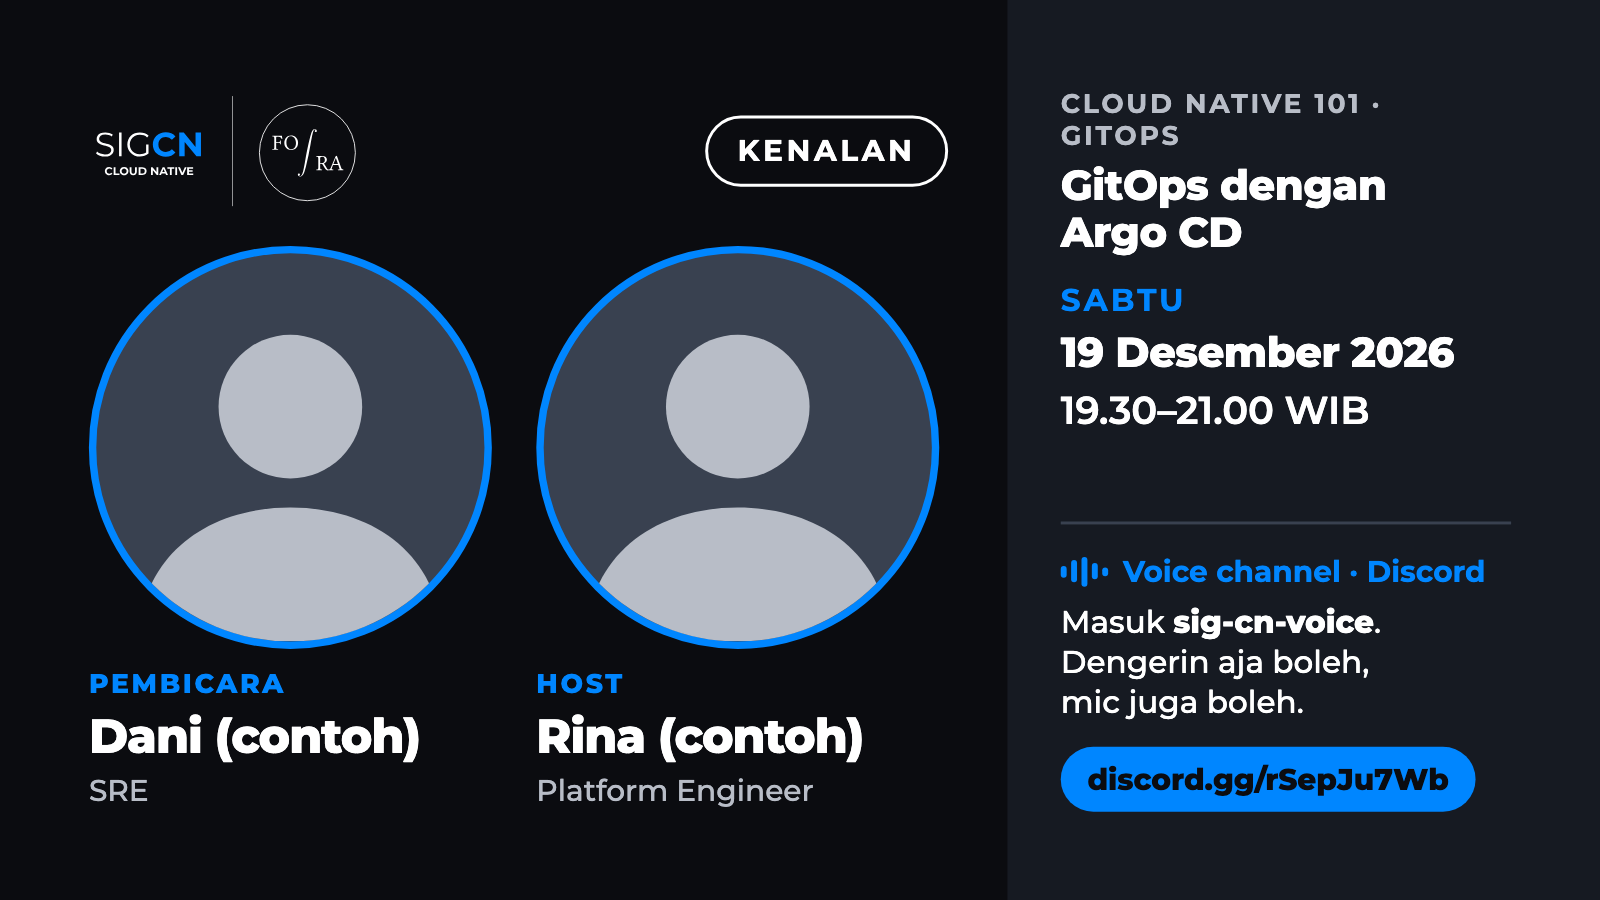 SIGCN
CLOUD NATIVE
FO RA
KENALAN
PEMBICARA
Dani (contoh)
SRE
HOST
Rina (contoh)
Platform Engineer
CLOUD NATIVE 101 ·
GITOPS
GitOps dengan
Argo CD
SABTU
19 Desember 2026
19.30–21.00 WIB
Voice channel · Discord
Masuk sig-cn-voice.
Dengerin aja boleh,
mic juga boleh.
discord.gg/rSepJu7Wb